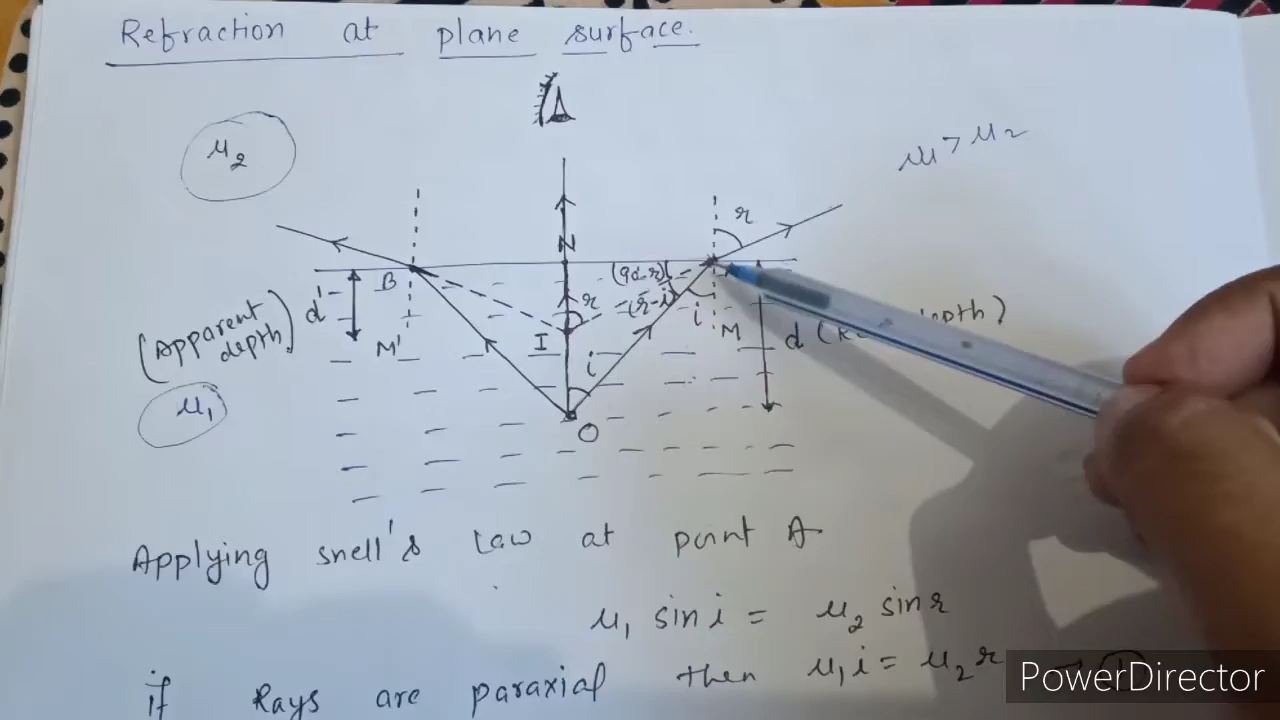 Refraction at plane surface.
μ2
μ1 > μ2
r
N
B
(90-r)
r
(r-i)
d'
(Apparent depth)
i
I
M'
M
d
depth)
i
μ1
O
Applying snell's Law at point A
μ1 sin i = μ2 sin r
if Rays are paraxial then μ1 i = μ2 r
PowerDirector